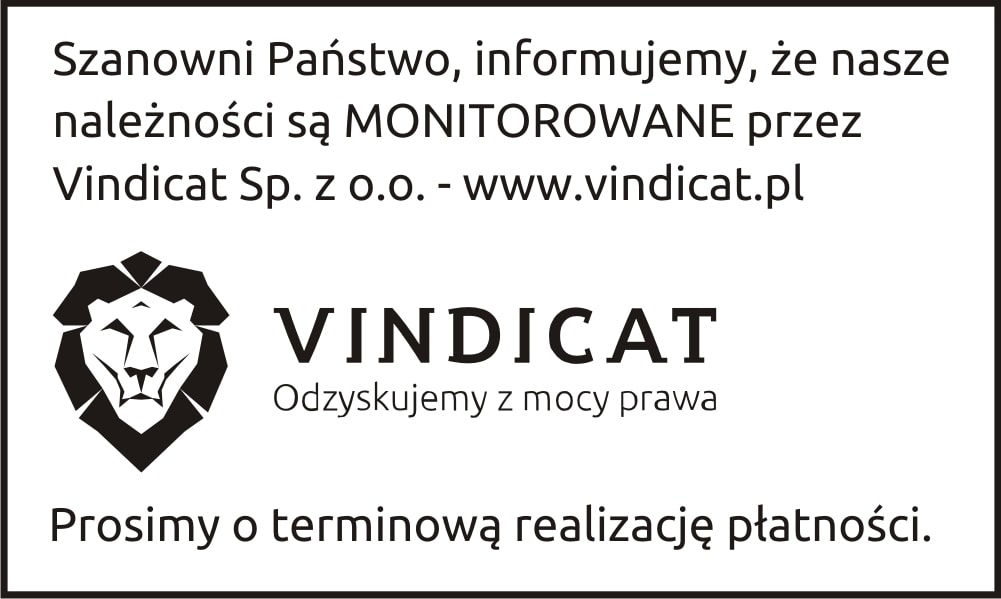 Szanowni Państwo, informujemy, że nasze
należności są MONITOROWANE przez
Vindicat Sp. z o.o. - www.vindicat.pl
VINDICAT
Odzyskujemy z mocy prawa
Prosimy o terminową realizację płatności.